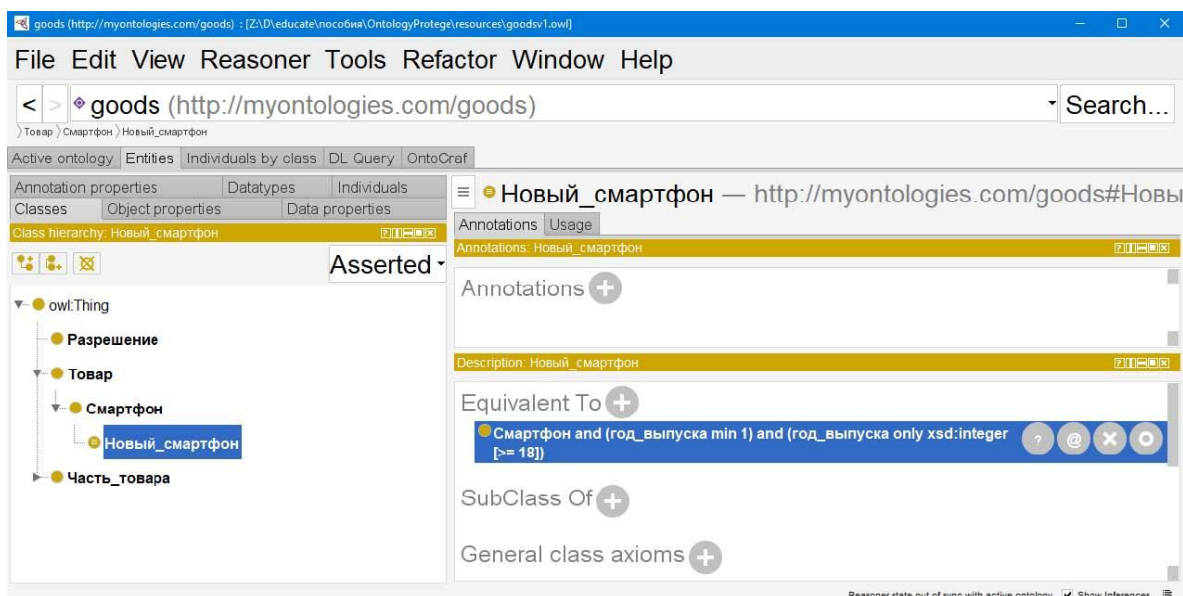 goods (http://myontologies.com/goods) : [Z:\D\educate\пособия\OntologyProtege\resources\goodsv1.owl]
File Edit View Reasoner Tools Refactor Window Help
< > goods (http://myontologies.com/goods) Search...
Товар Смартфон Новый_смартфон
Active ontology Entities Individuals by class DL Query OntoGraf
Annotation properties Datatypes Individuals
Classes Object properties Data properties
Class hierarchy: Новый_смартфон
Asserted
owl:Thing
Разрешение
Товар
Смартфон
Новый_смартфон
Часть_товара
Новый_смартфон — http://myontologies.com/goods#Новы
Annotations Usage
Annotations: Новый_смартфон
Annotations
Description: Новый_смартфон
Equivalent To
Смартфон and (год_выпуска min 1) and (год_выпуска only xsd:integer
[>= 18])
SubClass Of
General class axioms
Reasoner state out of sync with active ontology Show Inferences